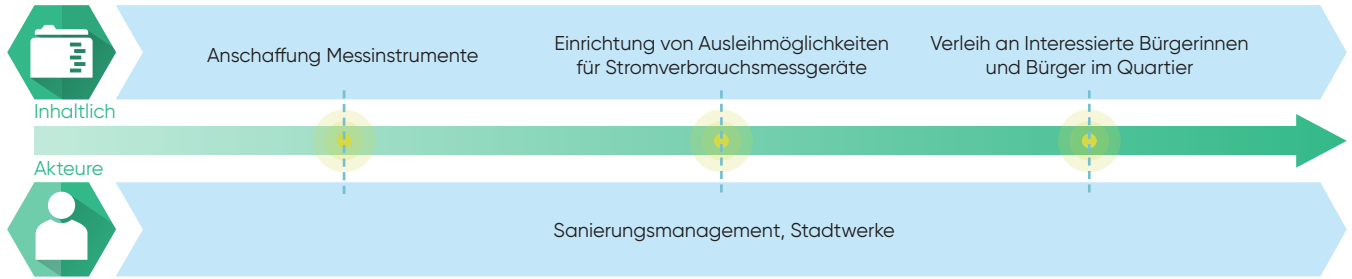 Anschaffung Messinstrumente
Einrichtung von Ausleihmöglichkeiten
für Stromverbrauchsmessgeräte
Verleih an Interessierte Bürgerinnen
und Bürger im Quartier
Inhaltlich
Akteure
Sanierungsmanagement, Stadtwerke